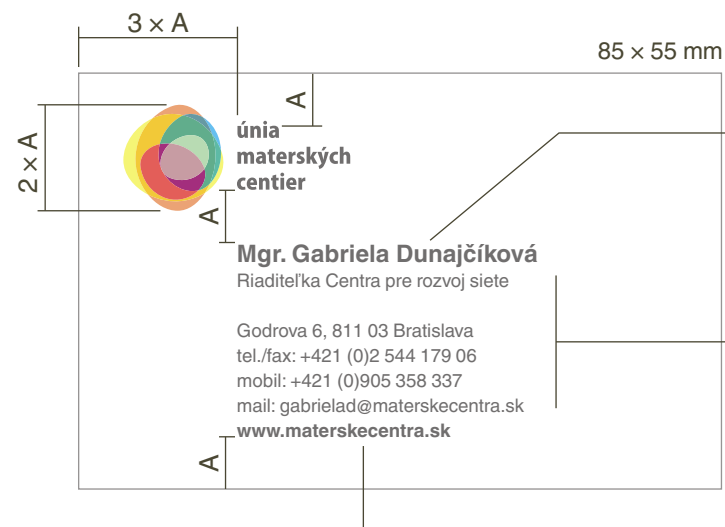 3 × A
85 × 55 mm
A
2 × A
únia
materských
centier
A
Mgr. Gabriela Dunajčíková
Riaditeľka Centra pre rozvoj siete
Godrova 6, 811 03 Bratislava
tel./fax: +421 (0)2 544 179 06
mobil: +421 (0)905 358 337
mail: gabrielad@materskecentra.sk
www.materskecentra.sk
A